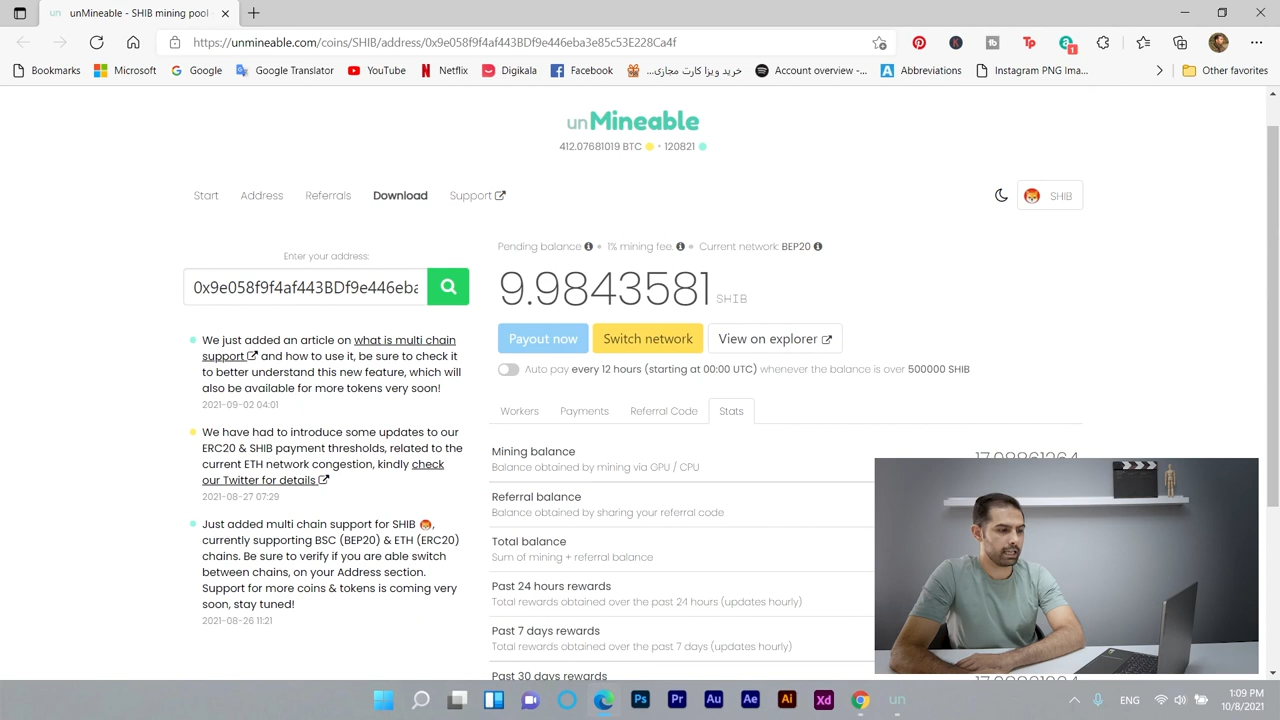 unMineable - SHIB mining pool
https://unmineable.com/coins/SHIB/address/0x9e058f9f4af443BDf9e446eba3e85c53E228Ca4f
Bookmarks
Microsoft
Google
Google Translator
YouTube
Netflix
Digikala
Facebook
خرید ویزا کارت مجازی...
Account overview -...
Abbreviations
Instagram PNG Ima...
Other favorites
unMineable
412.07681019 BTC • 120821
Start
Address
Referrals
Download
Support
SHIB
Enter your address:
0x9e058f9f4af443BDf9e446eba
Pending balance • 1% mining fee. • Current network: BEP20
9.9843581 SHIB
Payout now
Switch network
View on explorer
Auto pay every 12 hours (starting at 00:00 UTC) whenever the balance is over 500000 SHIB
We just added an article on what is multi chain
support and how to use it, be sure to check it
to better understand this new feature, which will
also be available for more tokens very soon!
2021-09-02 04:01
We have had to introduce some updates to our
ERC20 & SHIB payment thresholds, related to the
current ETH network congestion, kindly check
our Twitter for details
2021-08-27 07:29
Just added multi chain support for SHIB ,
currently supporting BSC (BEP20) & ETH (ERC20)
chains. Be sure to verify if you are able switch
between chains, on your Address section.
Support for more coins & tokens is coming very
soon, stay tuned!
2021-08-26 11:21
Workers
Payments
Referral Code
Stats
Mining balance
Balance obtained by mining via GPU / CPU
Referral balance
Balance obtained by sharing your referral code
Total balance
Sum of mining + referral balance
Past 24 hours rewards
Total rewards obtained over the past 24 hours (updates hourly)
Past 7 days rewards
Total rewards obtained over the past 7 days (updates hourly)
Past 30 days rewards
Ps
Pr
Au
Ae
Ai
Xd
un
ENG
1:09 PM
10/8/2021